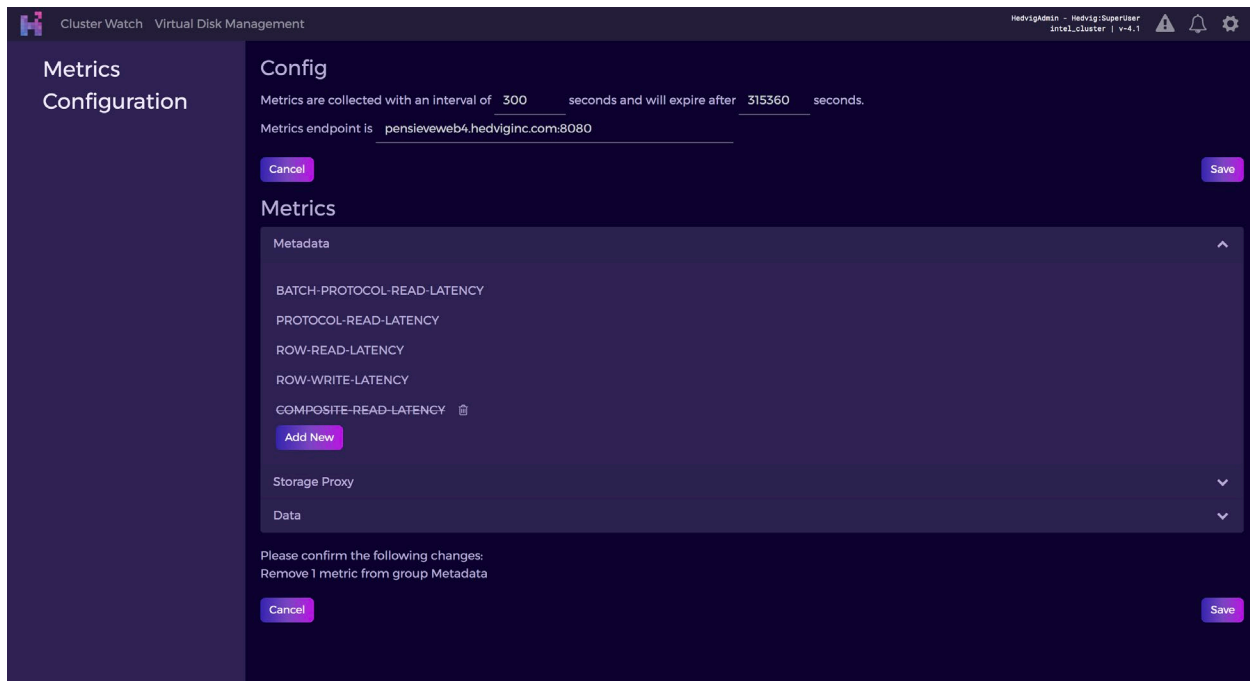 Cluster Watch Virtual Disk Management
HedvigAdmin - Hedvig:SuperUser
intel_cluster | v-4.1
Metrics
Configuration
Config
Metrics are collected with an interval of 300 seconds and will expire after 315360 seconds.
Metrics endpoint is pensieveweb4.hedviginc.com:8080
Cancel
Save
Metrics
Metadata
BATCH-PROTOCOL-READ-LATENCY
PROTOCOL-READ-LATENCY
ROW-READ-LATENCY
ROW-WRITE-LATENCY
COMPOSITE-READ-LATENCY
Add New
Storage Proxy
Data
Please confirm the following changes:
Remove 1 metric from group Metadata
Cancel
Save